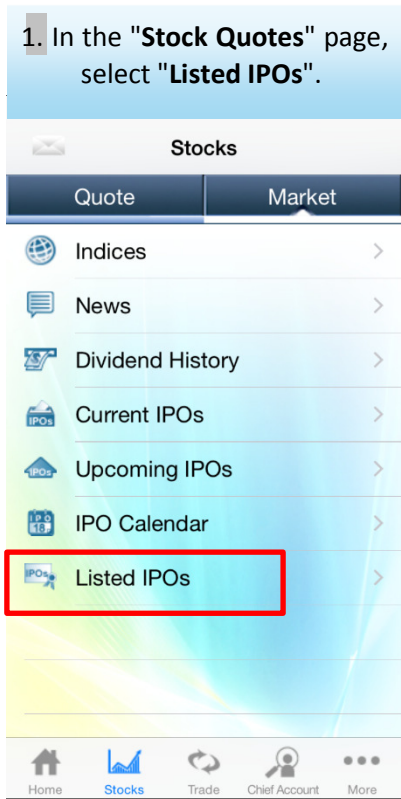 1. In the "Stock Quotes" page,
select "Listed IPOs".
Stocks
Quote Market
Indices
News
Dividend History
IPOs Current IPOs
IPOs Upcoming IPOs
IPO 18 IPO Calendar
IPOs Listed IPOs
Home Stocks Trade Chief Account More